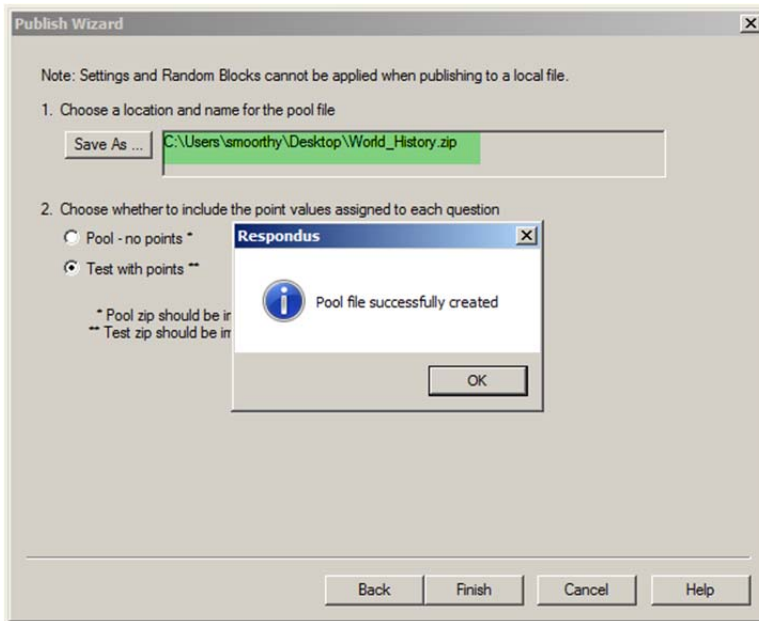 Publish Wizard
Note: Settings and Random Blocks cannot be applied when publishing to a local file.
1. Choose a location and name for the pool file
Save As ...
C:\Users\smoorthy\Desktop\World_History.zip
2. Choose whether to include the point values assigned to each question
Pool - no points *
Test with points **
* Pool zip should be
** Test zip should be
Respondus
Pool file successfully created
OK
Back
Finish
Cancel
Help